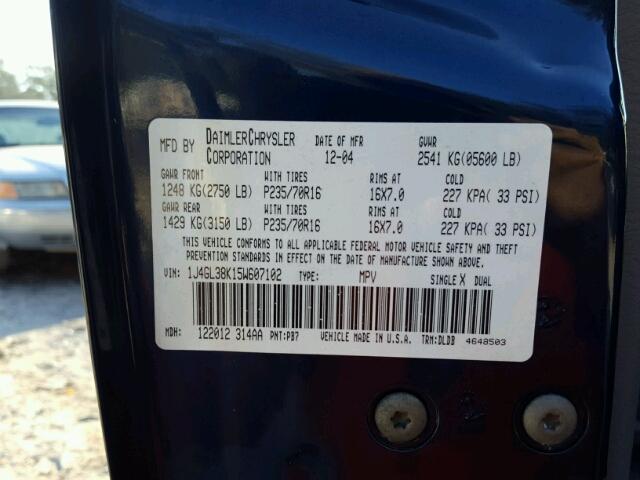 MFD BY DAIMLERCHRYSLER CORPORATION DATE OF MFR 12-04 GVWR 2541 KG(05600 LB)
GAWR FRONT WITH TIRES RIMS AT COLD
1248 KG(2750 LB) P235/70R16 16X7.0 227 KPA( 33 PSI)
GAWR REAR WITH TIRES RIMS AT COLD
1429 KG(3150 LB) P235/70R16 16X7.0 227 KPA( 33 PSI)
THIS VEHICLE CONFORMS TO ALL APPLICABLE FEDERAL MOTOR VEHICLE SAFETY AND THEFT
PREVENTION STANDARDS IN EFFECT ON THE DATE OF MANUFACTURE SHOWN ABOVE.
VIN: 1J4GL38K15W607102 TYPE: MPV SINGLE X DUAL
MDH: 122012 314AA PNT:PB7 VEHICLE MADE IN U.S.A. TRM:DLDB 4648503
2